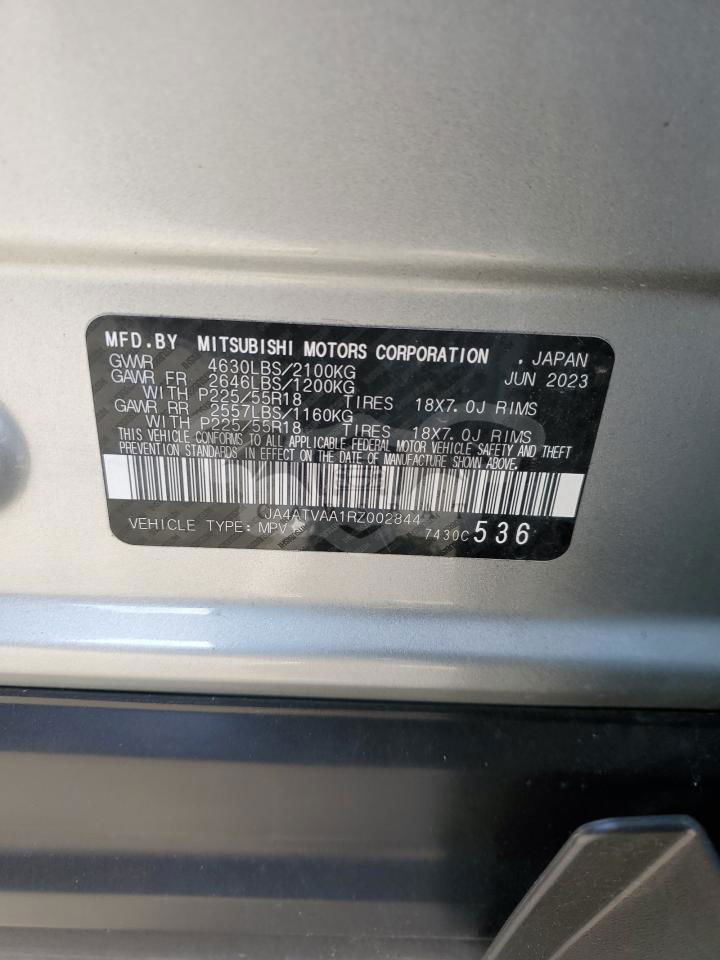 MFD.BY MITSUBISHI MOTORS CORPORATION . JAPAN
GVWR 4630LBS/2100KG JUN 2023
GAWR FR 2646LBS/1200KG
WITH P225/55R18 TIRES 18X7.0J RIMS
GAWR RR 2557LBS/1160KG
WITH P225/55R18 TIRES 18X7.0J RIMS
THIS VEHICLE CONFORMS TO ALL APPLICABLE FEDERAL MOTOR VEHICLE SAFETY AND THEFT
PREVENTION STANDARDS IN EFFECT ON THE DATE OF MANUFACTURE SHOWN ABOVE.
JA4ATVAA1RZ002844
VEHICLE TYPE: MPV
7430C 536